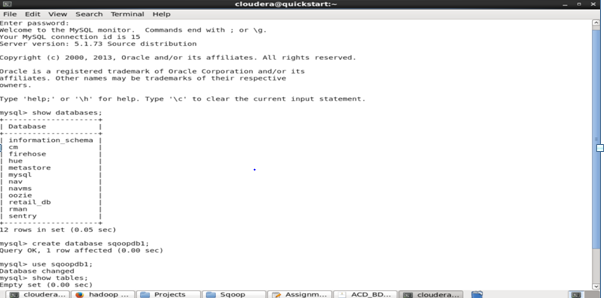 cloudera@quickstart:~
File Edit View Search Terminal Help
Enter password:
Welcome to the MySQL monitor.  Commands end with ; or \g.
Your MySQL connection id is 15
Server version: 5.1.73 Source distribution
Copyright (c) 2000, 2013, Oracle and/or its affiliates. All rights reserved.
Oracle is a registered trademark of Oracle Corporation and/or its
affiliates. Other names may be trademarks of their respective
owners.
Type 'help;' or '\h' for help. Type '\c' to clear the current input statement.
mysql> show databases;
+--------------------+
| Database           |
+--------------------+
| information_schema |
| cm                 |
| firehose           |
| hue                |
| metastore          |
| mysql              |
| nav                |
| navms              |
| oozie              |
| retail_db          |
| rman               |
| sentry             |
+--------------------+
12 rows in set (0.05 sec)
mysql> create database sqoopdb1;
Query OK, 1 row affected (0.00 sec)
mysql> use sqoopdb1;
Database changed
mysql> show tables;
Empty set (0.00 sec)
cloudera... hadoop ... Projects Sqoop Assignm... ACD_BD... cloudera...